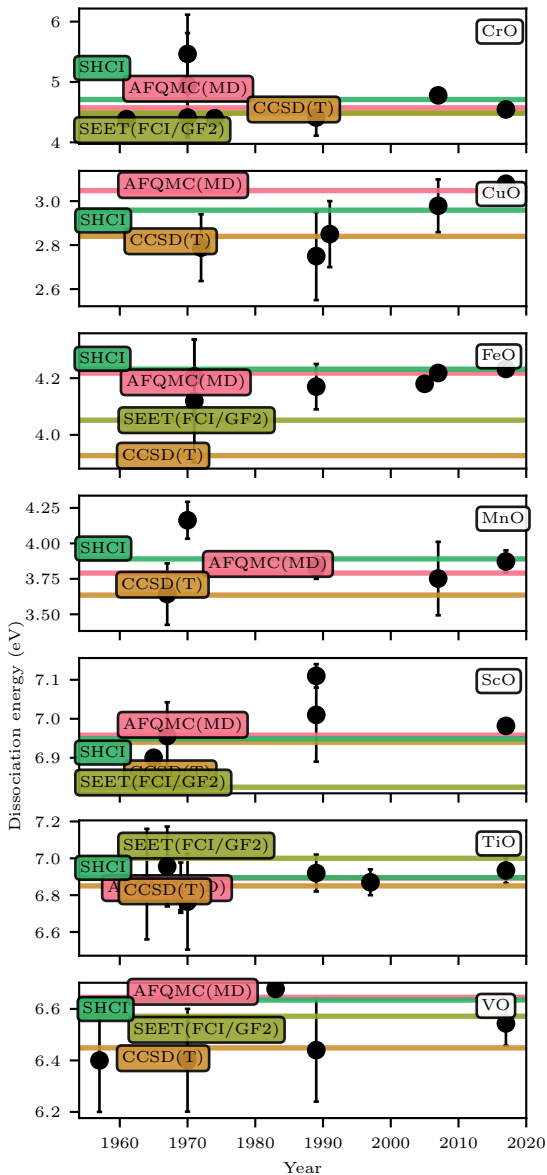 6
CrO
SHCI
5
AFQMC(MD)
CCSD(T)
SEET(FCI/GF2)
4
AFQMC(MD)
CuO
3.0
SHCI
CCSD(T)
2.8
2.6
SHCI
FeO
4.2
AFQMC(MD)
SEET(FCI/GF2)
4.0
CCSD(T)
4.25
MnO
4.00
SHCI
AFQMC(MD)
3.75
CCSD(T)
3.50
Dissociation energy (eV)
7.1
ScO
7.0
AFQMC(MD)
6.9
SHCI
CCSD(T)
SEET(FCI/GF2)
7.2
SEET(FCI/GF2)
TiO
7.0
SHCI
CCSD(T)
6.8
6.6
AFQMC(MD)
VO
6.6
SHCI
SEET(FCI/GF2)
6.4
CCSD(T)
6.2
1960 1970 1980 1990 2000 2010 2020
Year